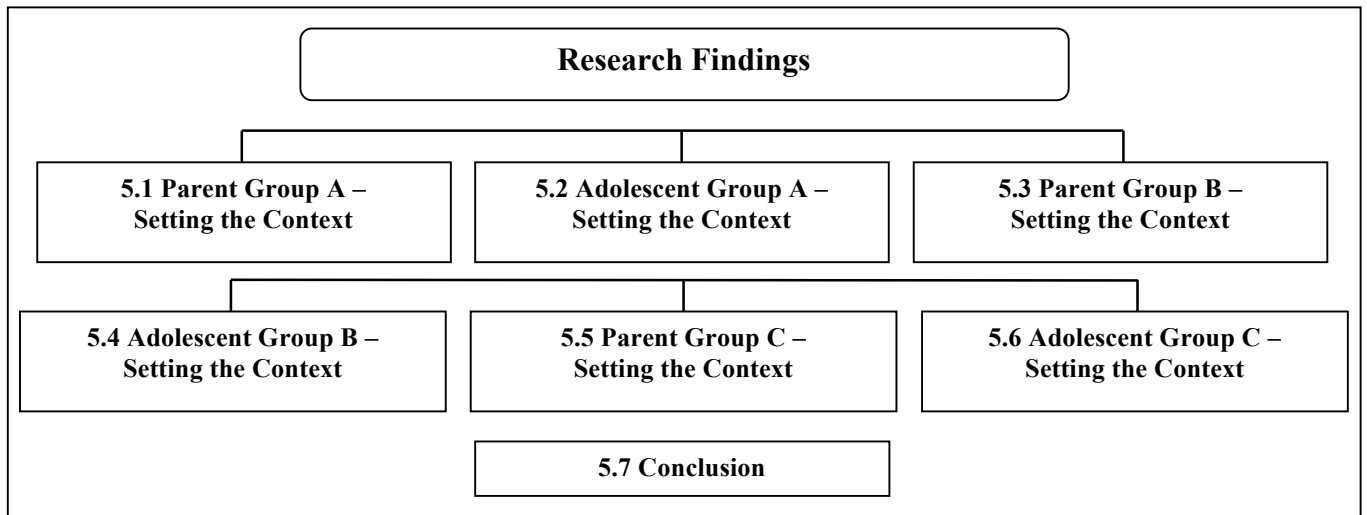 Research Findings
5.1 Parent Group A –
Setting the Context
5.2 Adolescent Group A –
Setting the Context
5.3 Parent Group B –
Setting the Context
5.4 Adolescent Group B –
Setting the Context
5.5 Parent Group C –
Setting the Context
5.6 Adolescent Group C –
Setting the Context
5.7 Conclusion